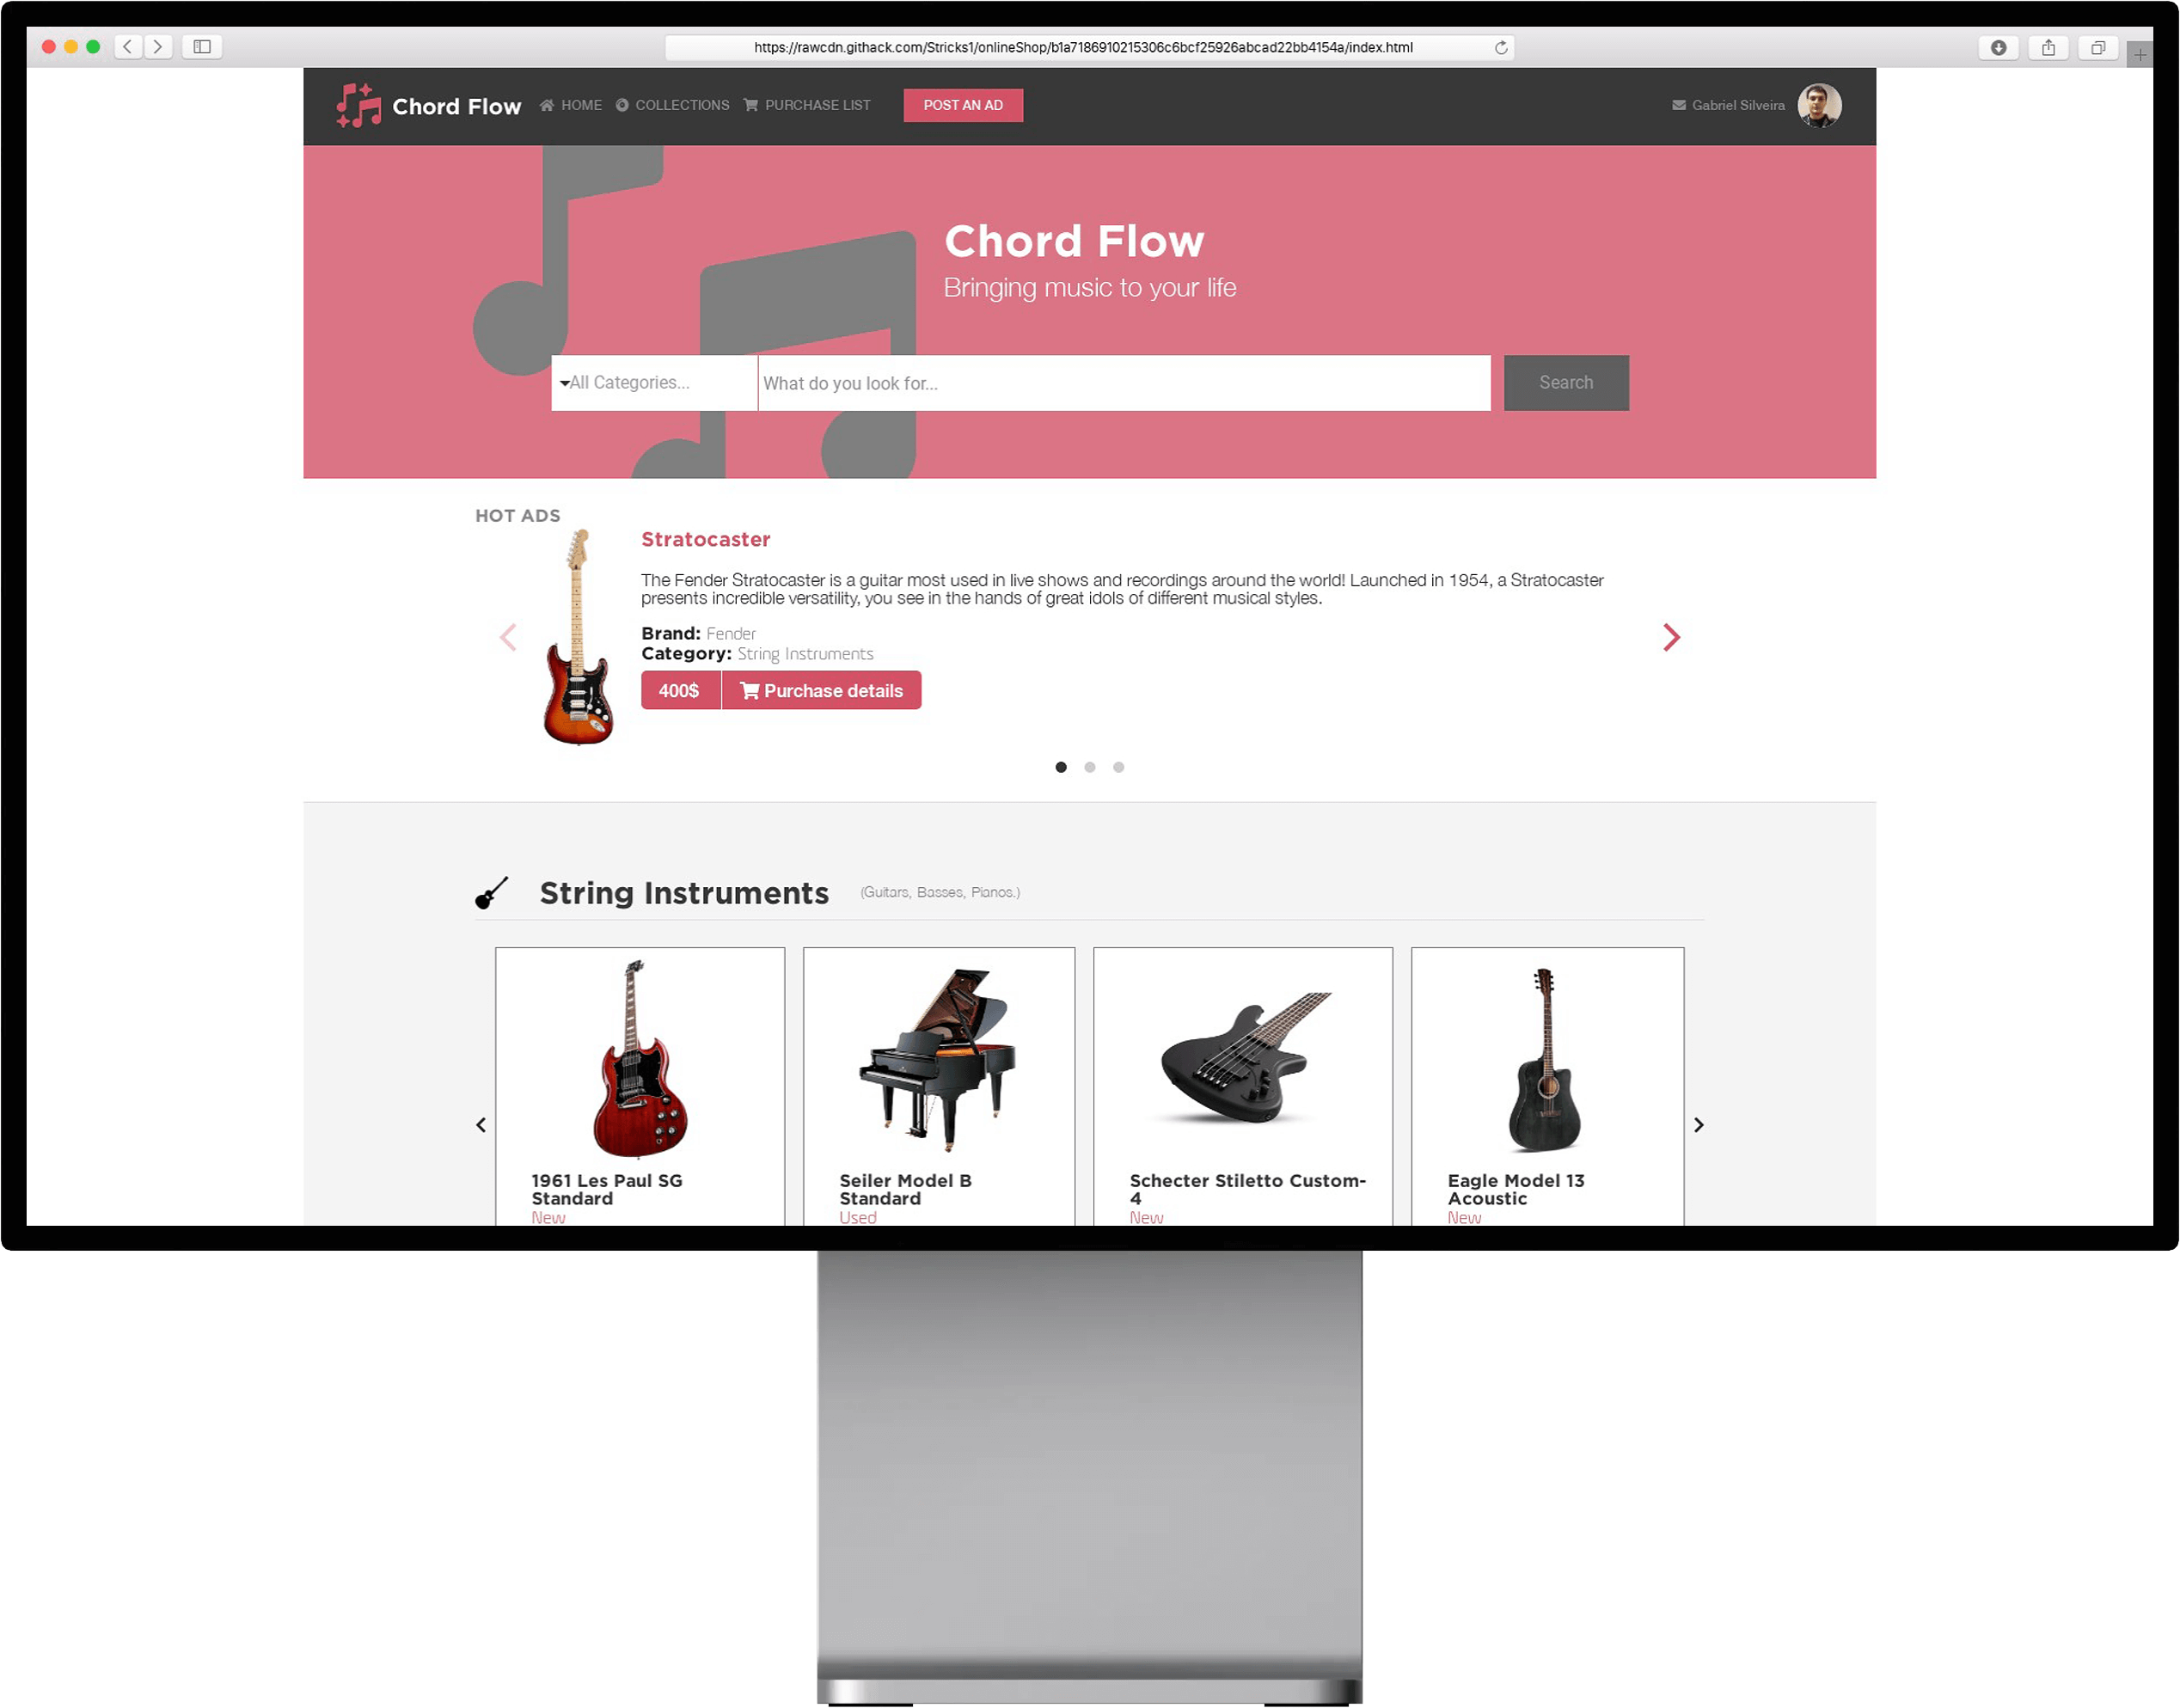 https://rawcdn.githack.com/Stricks1/onlineShop/b1a7186910215306c6bcf25926abcad22bb4154a/index.html
Chord Flow
HOME
COLLECTIONS
PURCHASE LIST
POST AN AD
Gabriel Silveira
Chord Flow
Bringing music to your life
All Categories...
What do you look for...
Search
HOT ADS
Stratocaster
The Fender Stratocaster is a guitar most used in live shows and recordings around the world! Launched in 1954, a Stratocaster
presents incredible versatility, you see in the hands of great idols of different musical styles.
Brand: Fender
Category: String Instruments
400$
Purchase details
String Instruments
(Guitars, Basses, Pianos.)
1961 Les Paul SG
Standard
New
Seiler Model B
Standard
Used
Schecter Stiletto Custom-
4
New
Eagle Model 13
Acoustic
New